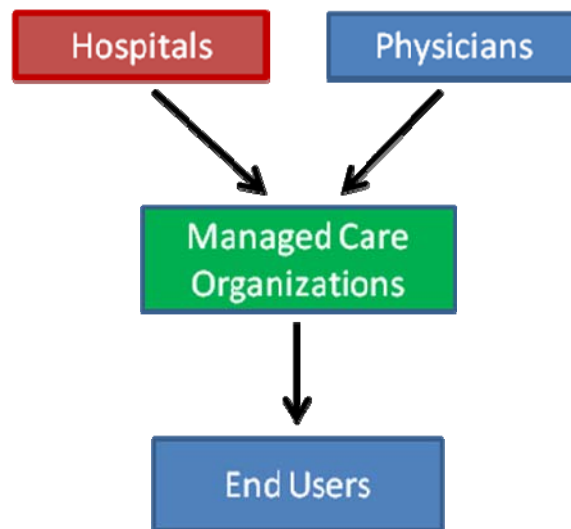 Hospitals
Physicians
Managed Care
Organizations
End Users